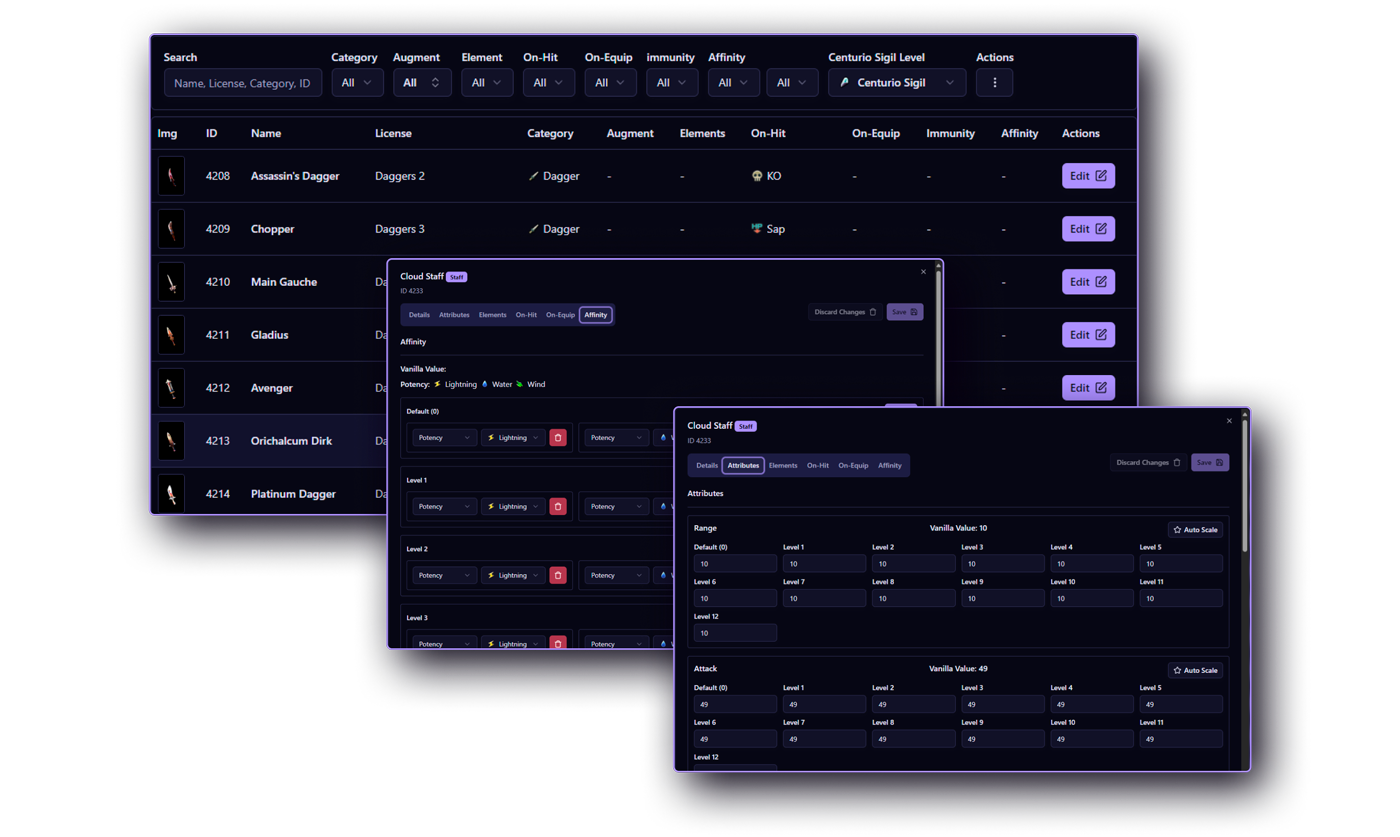 Search Category Augment Element On-Hit On-Equip immunity Affinity Centurio Sigil Level Actions
Name, License, Category, ID All All All All All All All All Centurio Sigil
Img ID Name License Category Augment Elements On-Hit On-Equip Immunity Affinity Actions
4208 Assassin's Dagger Daggers 2 Dagger - - KO - - - Edit
4209 Chopper Daggers 3 Dagger - - Sap - - - Edit
4210 Main Gauche Da - Edit
4211 Gladius Da - Edit
4212 Avenger Da - Edit
4213 Orichalcum Dirk Da
4214 Platinum Dagger Da
Cloud Staff Staff
ID 4233
Details Attributes Elements On-Hit On-Equip Affinity Discard Changes Save
Affinity
Vanilla Value:
Potency: Lightning Water Wind
Default (0)
Potency Lightning Potency
Level 1
Potency Lightning Potency
Level 2
Potency Lightning Potency
Level 3
Potency Lightning Potency
Cloud Staff Staff
ID 4233
Details Attributes Elements On-Hit On-Equip Affinity Discard Changes Save
Attributes
Range Vanilla Value: 10 Auto Scale
Default (0) Level 1 Level 2 Level 3 Level 4 Level 5
10 10 10 10 10 10
Level 6 Level 7 Level 8 Level 9 Level 10 Level 11
10 10 10 10 10 10
Level 12
10
Attack Vanilla Value: 49 Auto Scale
Default (0) Level 1 Level 2 Level 3 Level 4 Level 5
49 49 49 49 49 49
Level 6 Level 7 Level 8 Level 9 Level 10 Level 11
49 49 49 49 49 49
Level 12